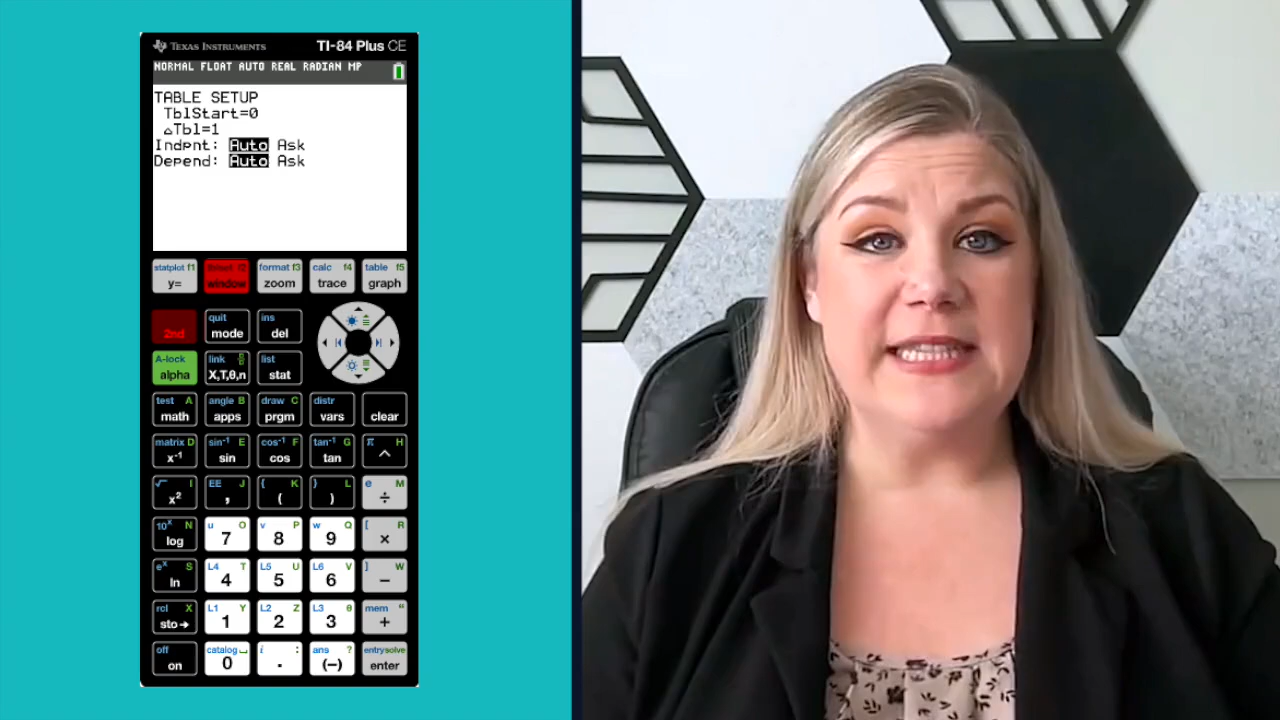 TEXAS INSTRUMENTS TI-84 Plus CE
NORMAL FLOAT AUTO REAL RADIAN MP
TABLE SETUP
TblStart=0
△Tbl=1
Indpnt: Auto Ask
Depend: Auto Ask
statplot f1 tblset f2 format f3 calc f4 table f5
y= window zoom trace graph
quit ins
2nd mode del
A-lock link list
alpha X,T,θ,n stat
test A angle B draw C distr
math apps prgm vars clear
matrix D sin⁻¹ E cos⁻¹ F tan⁻¹ G π H
x⁻¹ sin cos tan ^
√ I EE J { K } L e M
x² , ( ) ÷
10ˣ N u O v P w Q [ R
log 7 8 9 ×
eˣ S L4 T L5 U L6 V ] W
ln 4 5 6 −
rcl X L1 Y L2 Z L3 θ mem "
sto→ 1 2 3 +
off catalog i : ans ? entry solve
on 0 . (−) enter